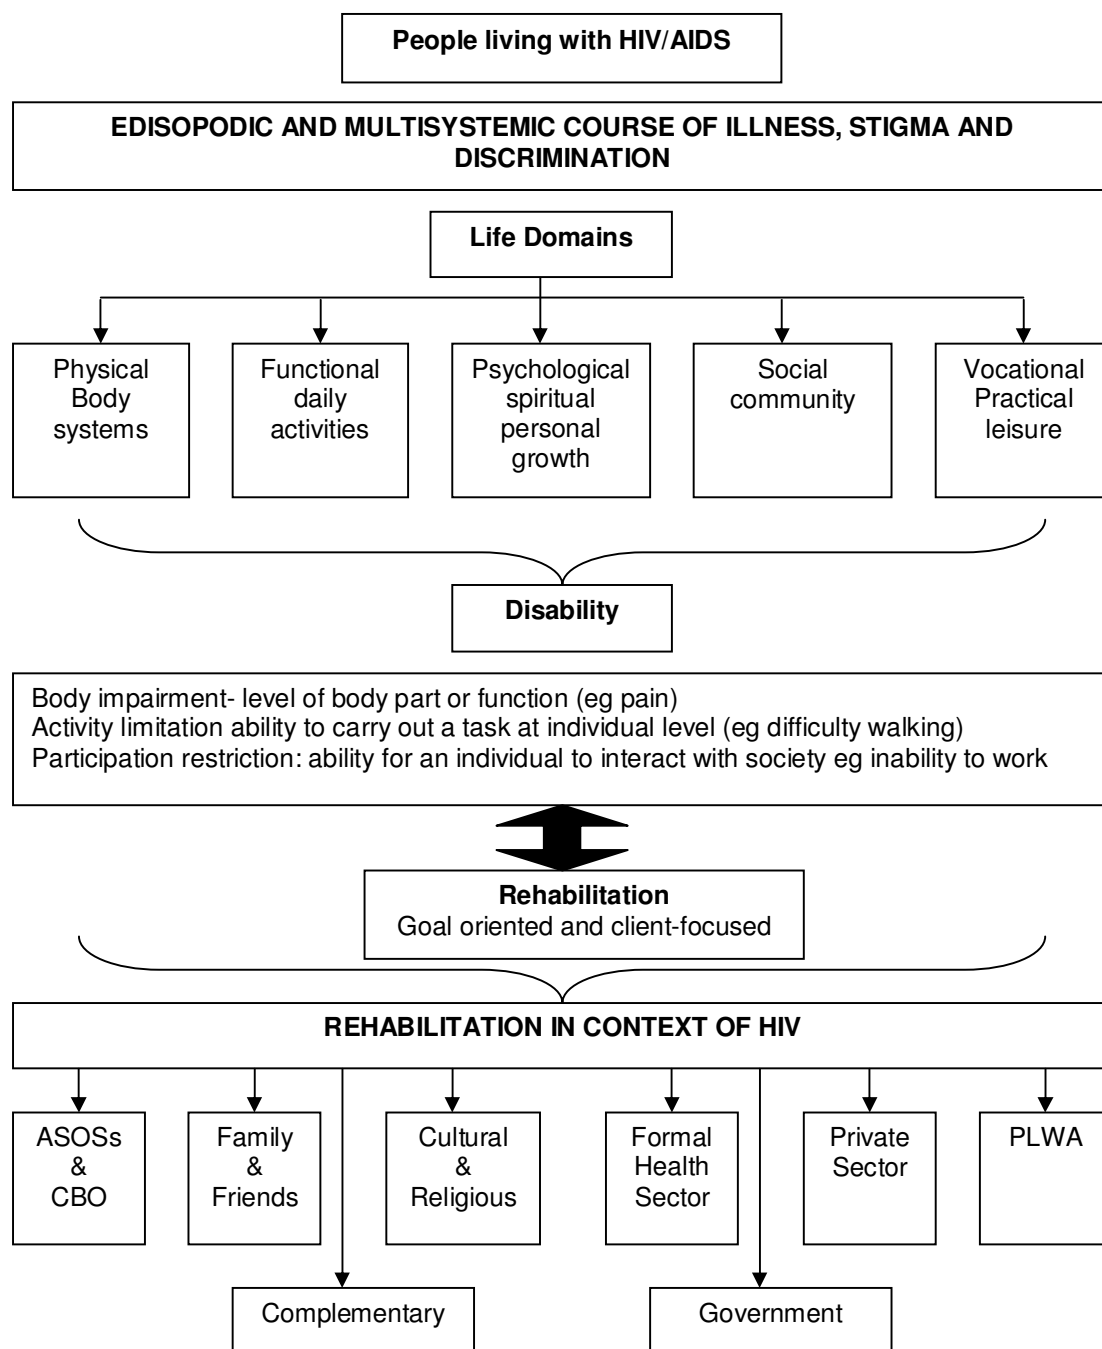 People living with HIV/AIDS
EDISOPODIC AND MULTISYSTEMIC COURSE OF ILLNESS, STIGMA AND
DISCRIMINATION
Life Domains
Physical
Body
systems
Functional
daily
activities
Psychological
spiritual
personal
growth
Social
community
Vocational
Practical
leisure
Disability
Body impairment- level of body part or function (eg pain)
Activity limitation ability to carry out a task at individual level (eg difficulty walking)
Participation restriction: ability for an individual to interact with society eg inability to work
Rehabilitation
Goal oriented and client-focused
REHABILITATION IN CONTEXT OF HIV
ASOSs
&
CBO
Family
&
Friends
Cultural
&
Religious
Formal
Health
Sector
Private
Sector
PLWA
Complementary
Government